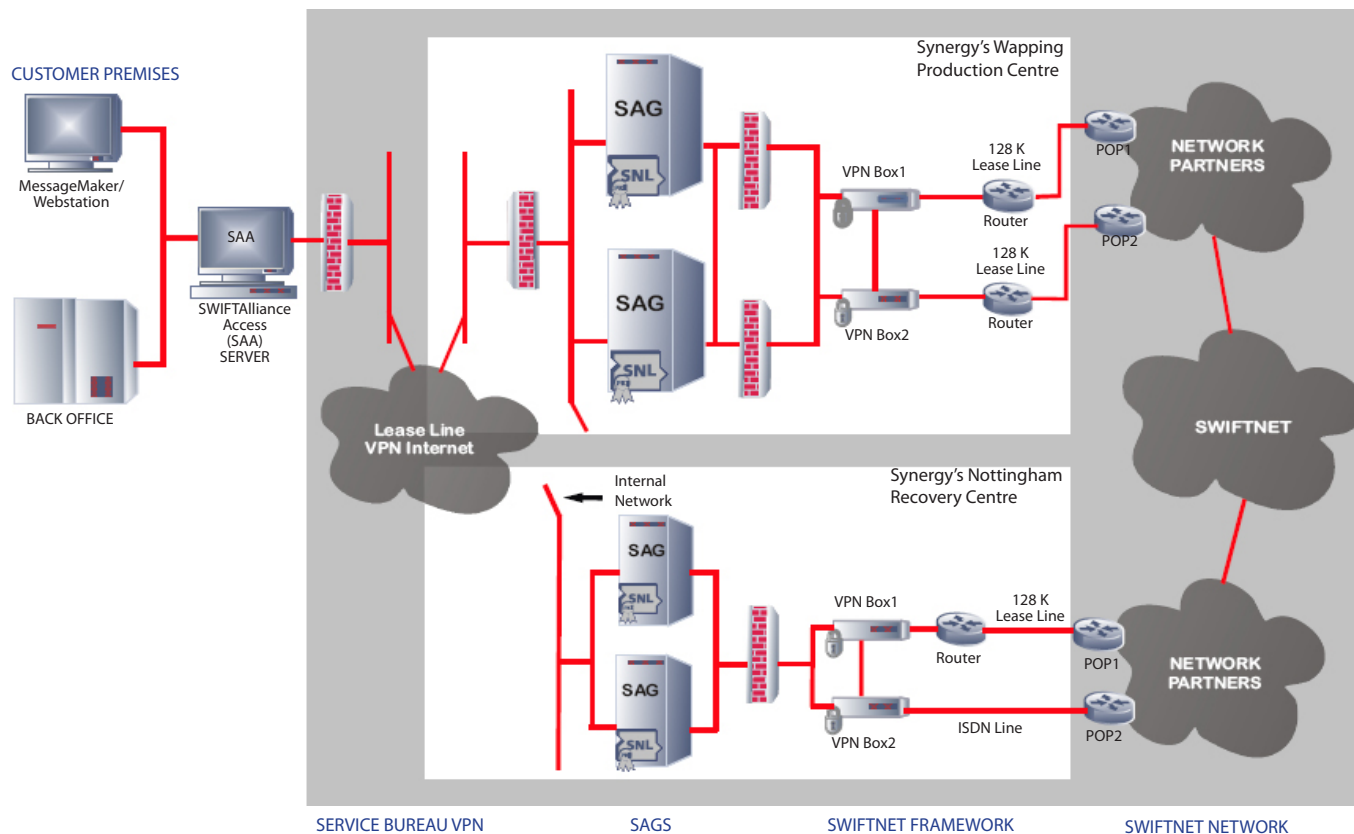 Synergy's Wapping
Production Centre
CUSTOMER PREMISES
MessageMaker/
Webstation
SAA
SWIFTAlliance
Access
(SAA)
SERVER
BACK OFFICE
Lease Line
VPN Internet
SAG
SNL
SAG
SNL
VPN Box1
VPN Box2
128 K
Lease Line
Router
128 K
Lease Line
Router
POP1
POP2
NETWORK
PARTNERS
SWIFTNET
Synergy's Nottingham
Recovery Centre
Internal
Network
SAG
SNL
SAG
SNL
VPN Box1
VPN Box2
Router
128 K
Lease Line
ISDN Line
POP1
POP2
NETWORK
PARTNERS
SERVICE BUREAU VPN
SAGS
SWIFTNET FRAMEWORK
SWIFTNET NETWORK